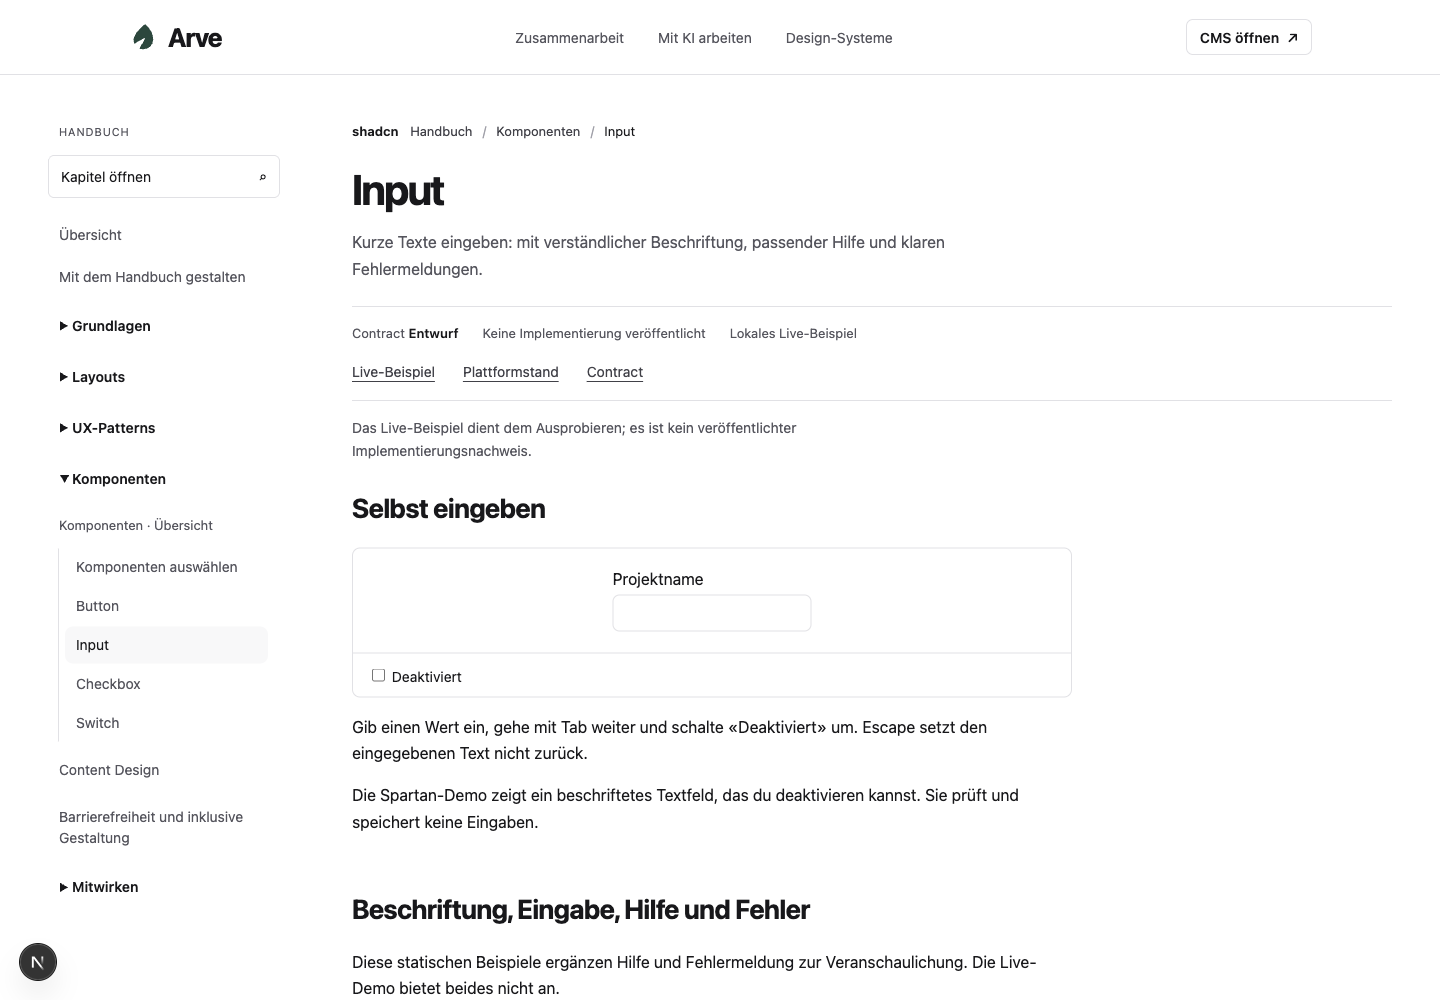 Arve
Zusammenarbeit
Mit KI arbeiten
Design-Systeme
CMS öffnen ↗
HANDBUCH
Kapitel öffnen
Übersicht
Mit dem Handbuch gestalten
Grundlagen
Layouts
UX-Patterns
Komponenten
Komponenten · Übersicht
Komponenten auswählen
Button
Input
Checkbox
Switch
Content Design
Barrierefreiheit und inklusive
Gestaltung
Mitwirken
N
shadcn Handbuch / Komponenten / Input
Input
Kurze Texte eingeben: mit verständlicher Beschriftung, passender Hilfe und klaren
Fehlermeldungen.
Contract Entwurf Keine Implementierung veröffentlicht Lokales Live-Beispiel
Live-Beispiel Plattformstand Contract
Das Live-Beispiel dient dem Ausprobieren; es ist kein veröffentlichter
Implementierungsnachweis.
Selbst eingeben
Projektname
Deaktiviert
Gib einen Wert ein, gehe mit Tab weiter und schalte «Deaktiviert» um. Escape setzt den
eingegebenen Text nicht zurück.
Die Spartan-Demo zeigt ein beschriftetes Textfeld, das du deaktivieren kannst. Sie prüft und
speichert keine Eingaben.
Beschriftung, Eingabe, Hilfe und Fehler
Diese statischen Beispiele ergänzen Hilfe und Fehlermeldung zur Veranschaulichung. Die Live-
Demo bietet beides nicht an.